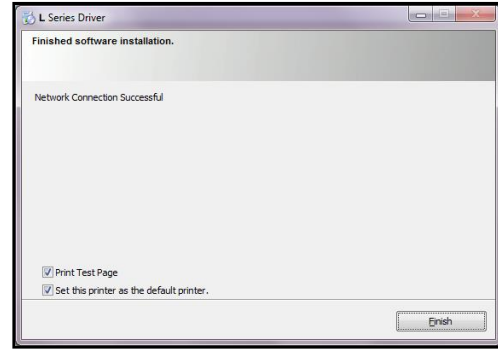 L Series Driver
Finished software installation.
Network Connection Successful
Print Test Page
Set this printer as the default printer.
Finish